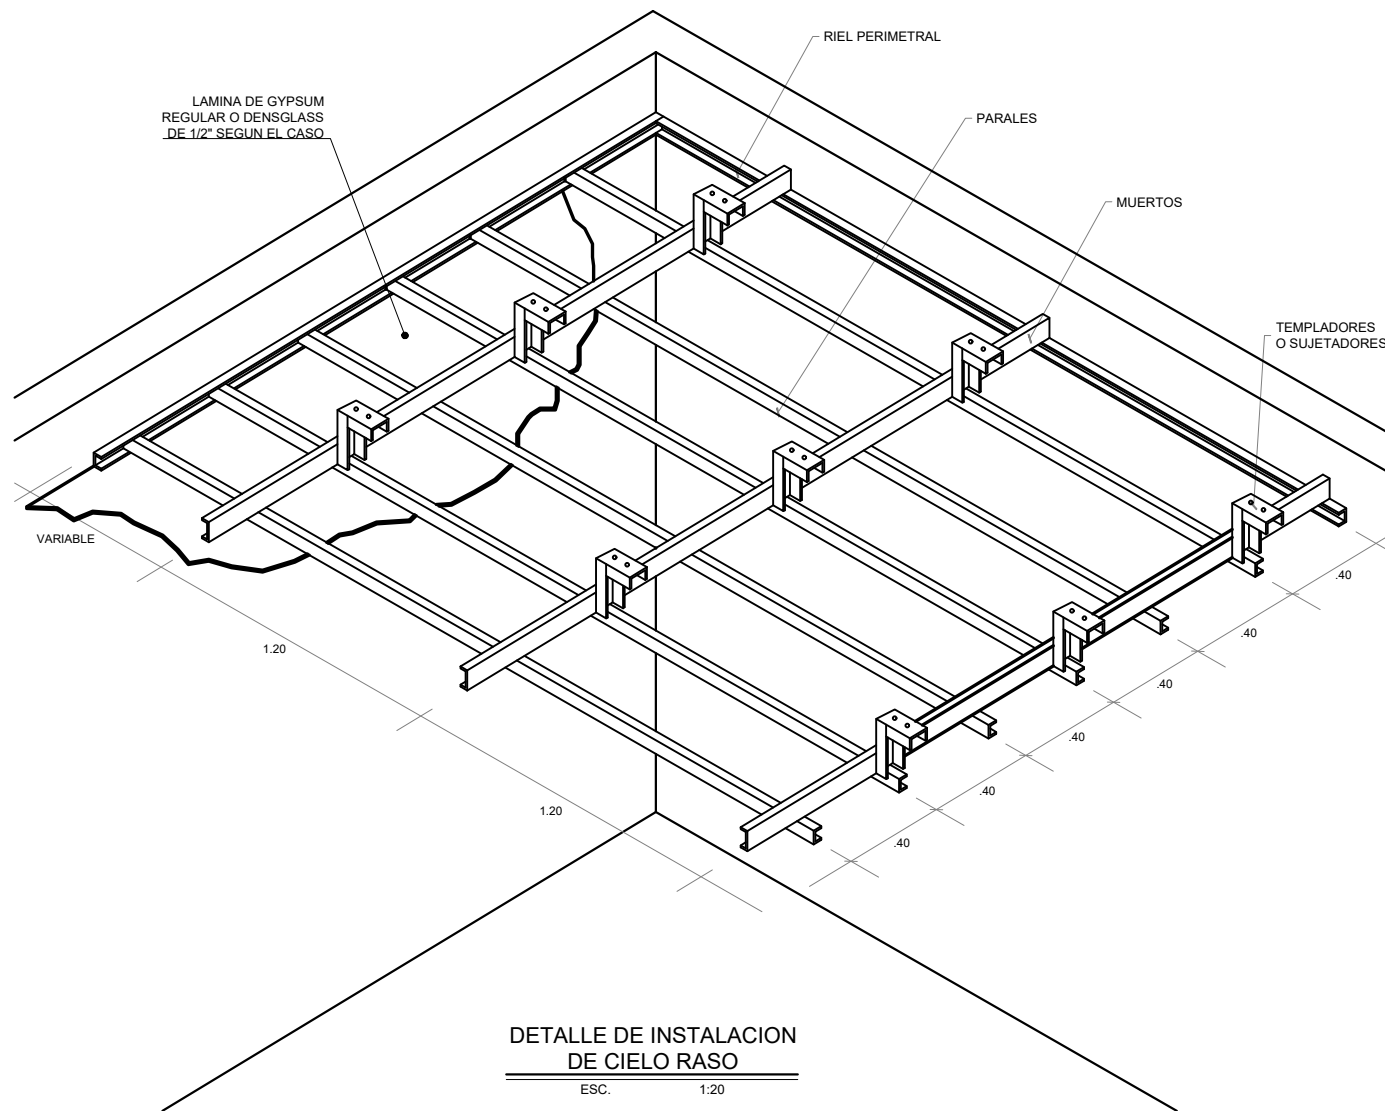 RIEL PERIMETRAL
LAMINA DE GYPSUM
REGULAR O DENSGLASS
DE 1/2" SEGUN EL CASO
PARALES
MUERTOS
TEMPLADORES
O SUJETADORES
VARIABLE
1.20
1.20
.40
.40
.40
.40
.40
.40
DETALLE DE INSTALACION
DE CIELO RASO
ESC. 1:20